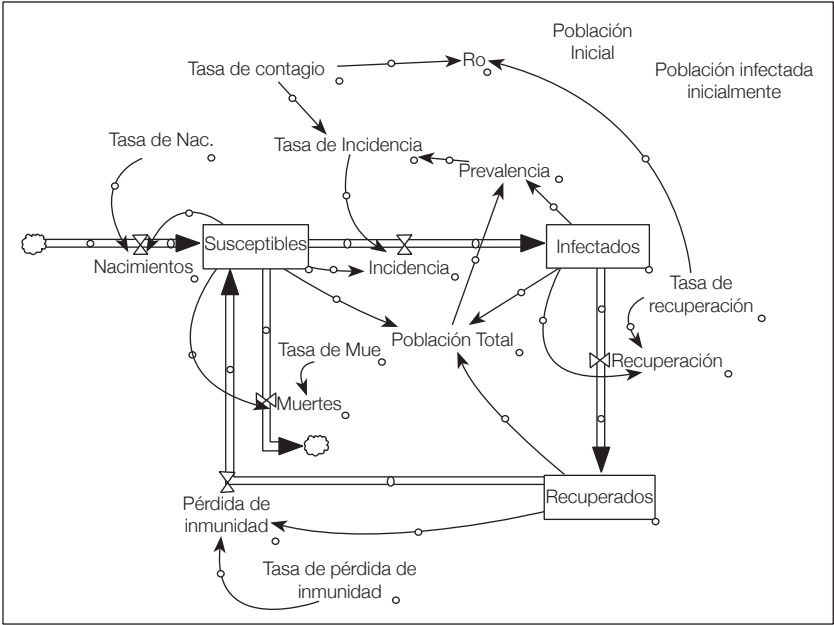 Población
Inicial
Tasa de contagio
Ro
Población infectada
inicialmente
Tasa de Nac.
Tasa de Incidencia
Prevalencia
Susceptibles
Infectados
Nacimientos
Incidencia
Tasa de
recuperación
Población Total
Tasa de Mue
Recuperación
Muertes
Recuperados
Pérdida de
inmunidad
Tasa de pérdida de
inmunidad